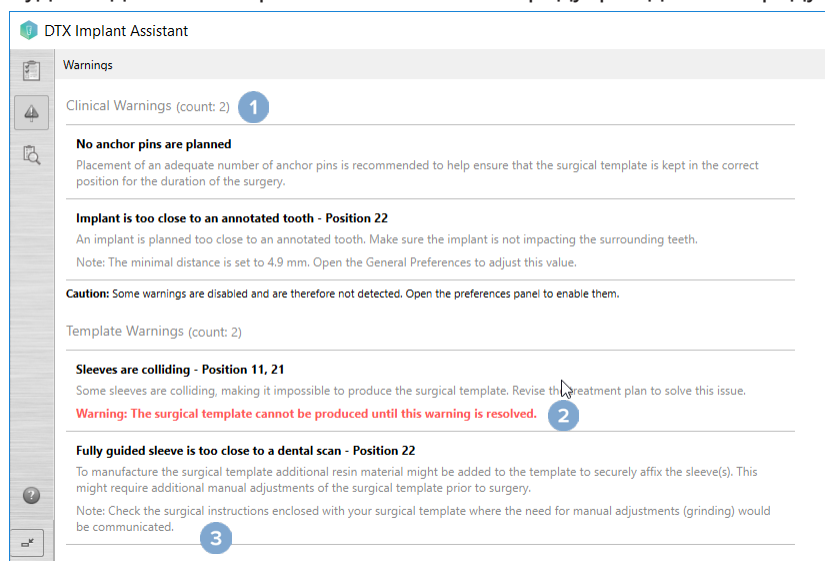 DTX Implant Assistant
Warnings
Clinical Warnings (count: 2) 1
No anchor pins are planned
Placement of an adequate number of anchor pins is recommended to help ensure that the surgical template is kept in the correct
position for the duration of the surgery.
Implant is too close to an annotated tooth - Position 22
An implant is planned too close to an annotated tooth. Make sure the implant is not impacting the surrounding teeth.
Note: The minimal distance is set to 4.9 mm. Open the General Preferences to adjust this value.
Caution: Some warnings are disabled and are therefore not detected. Open the preferences panel to enable them.
Template Warnings (count: 2)
Sleeves are colliding - Position 11, 21
Some sleeves are colliding, making it impossible to produce the surgical template. Revise the treatment plan to solve this issue.
Warning: The surgical template cannot be produced until this warning is resolved. 2
Fully guided sleeve is too close to a dental scan - Position 22
To manufacture the surgical template additional resin material might be added to the template to securely affix the sleeve(s). This
might require additional manual adjustments of the surgical template prior to surgery.
Note: Check the surgical instructions enclosed with your surgical template where the need for manual adjustments (grinding) would
be communicated.
3
?